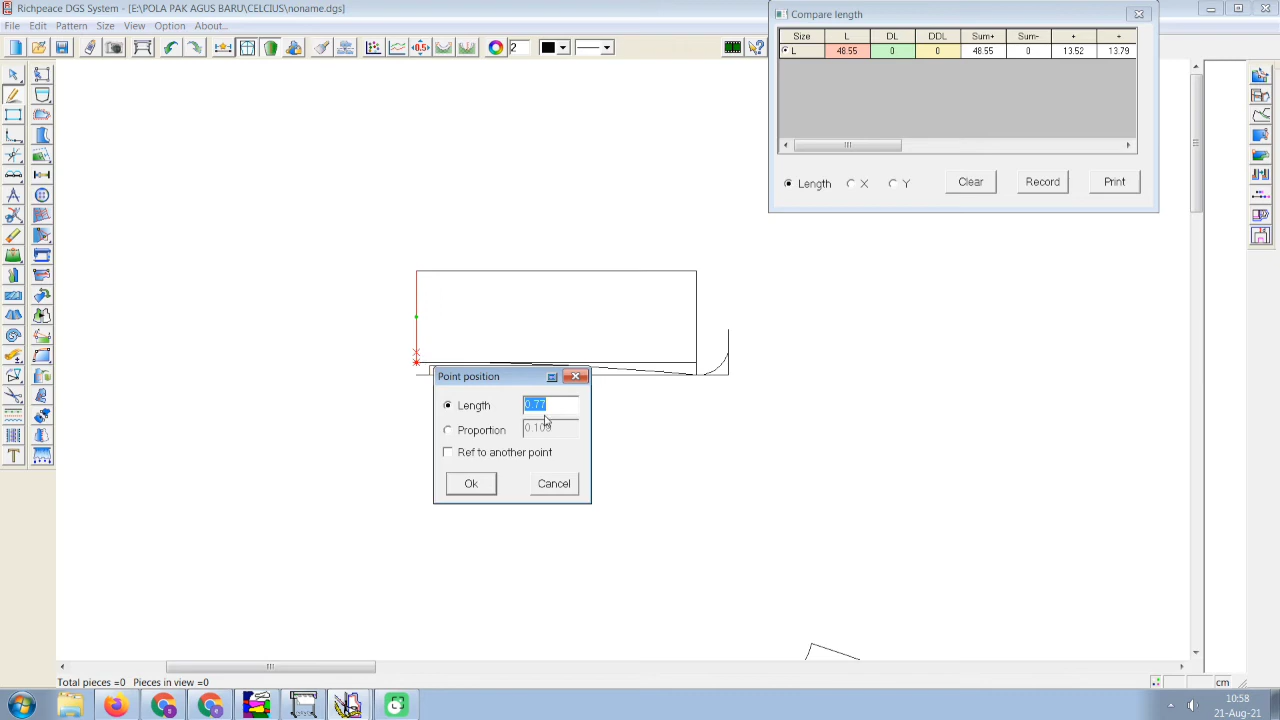 Richpeace DGS System - [E:\POLA PAK AGUS BARU\CELCIUS\noname.dgs]
File Edit Pattern Size View Option About...
2
Compare length
Size L DL DDL Sum+ Sum- + +
L 48.55 0 0 48.55 0 13.52 13.79
Length X Y Clear Record Print
Point position
Length 0.77
Proportion
Ref to another point
Ok Cancel
Total pieces =0 Pieces in view =0 cm
10:58
21-Aug-21